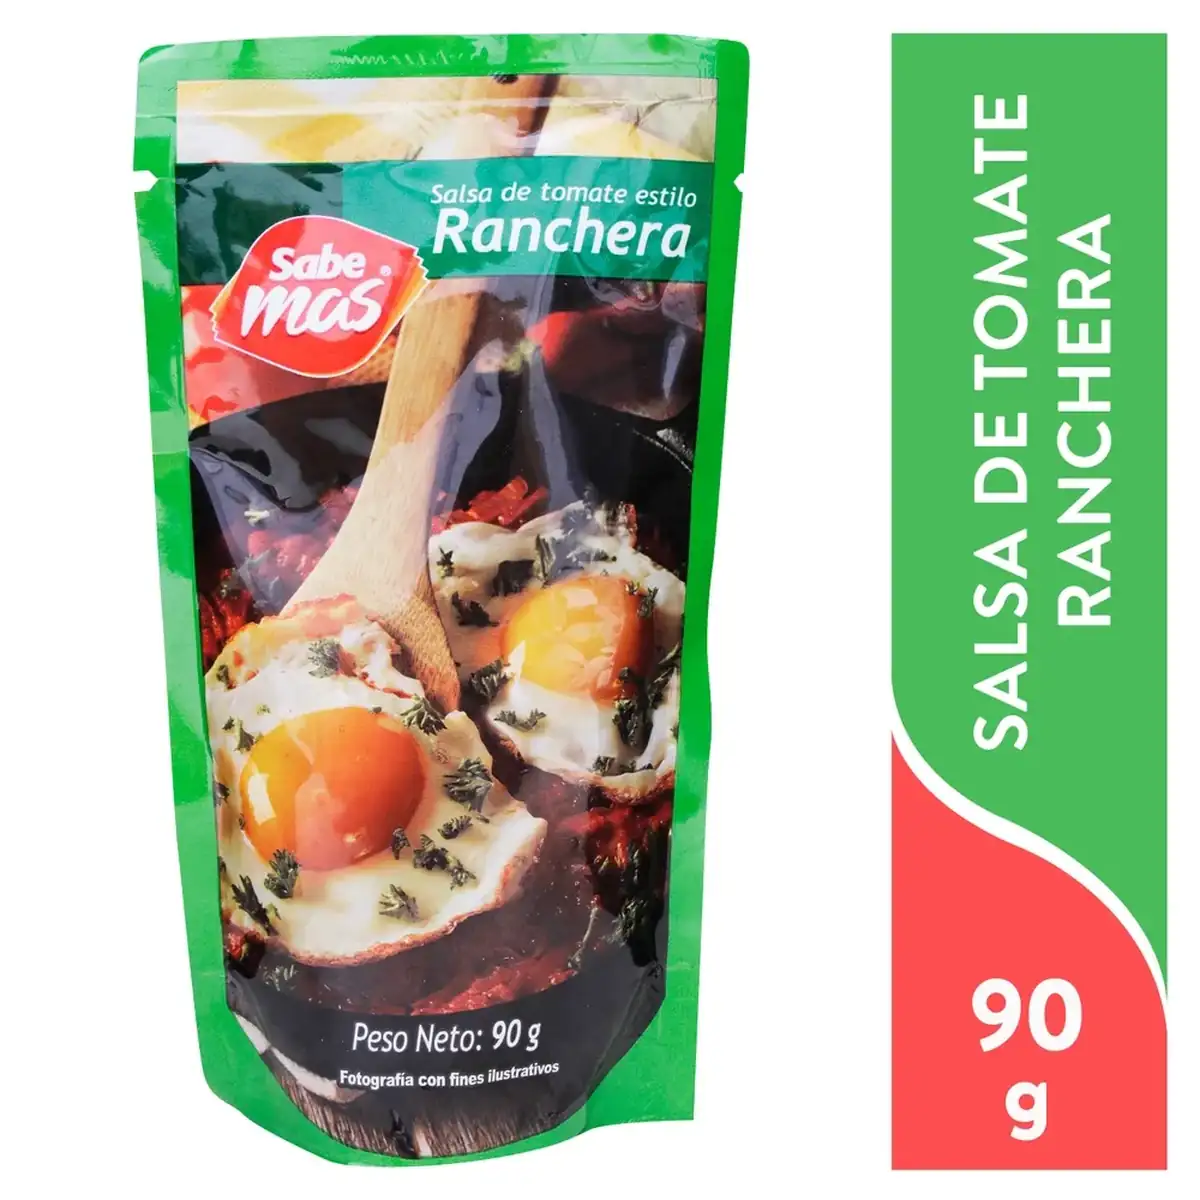 Salsa de tomate estilo
Ranchera
Sabe
mas®
Peso Neto: 90 g
Fotografía con fines ilustrativos
SALSA DE TOMATE
RANCHERA
90
g